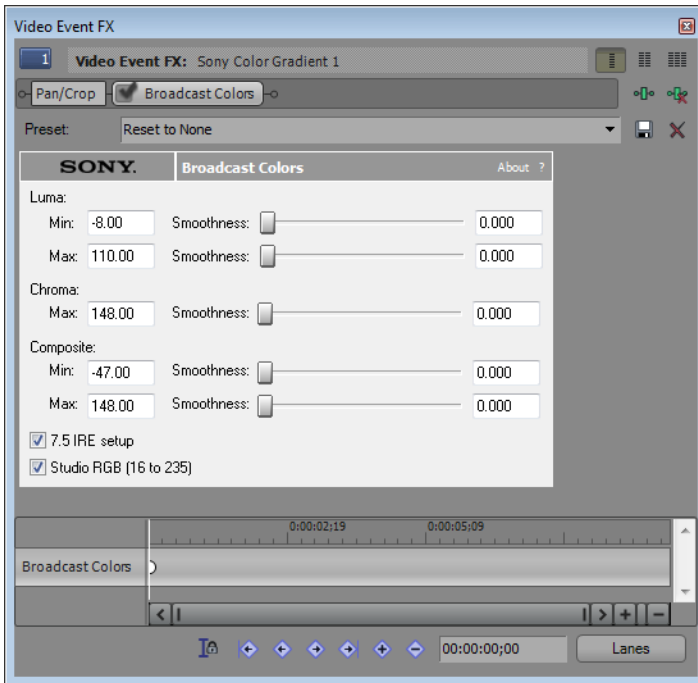 Video Event FX
1 Video Event FX: Sony Color Gradient 1
Pan/Crop Broadcast Colors
Preset: Reset to None
SONY. Broadcast Colors About ?
Luma:
Min: -8.00 Smoothness: 0.000
Max: 110.00 Smoothness: 0.000
Chroma:
Max: 148.00 Smoothness: 0.000
Composite:
Min: -47.00 Smoothness: 0.000
Max: 148.00 Smoothness: 0.000
7.5 IRE setup
Studio RGB (16 to 235)
0:00:02;19 0:00:05;09
Broadcast Colors
00:00:00;00 Lanes